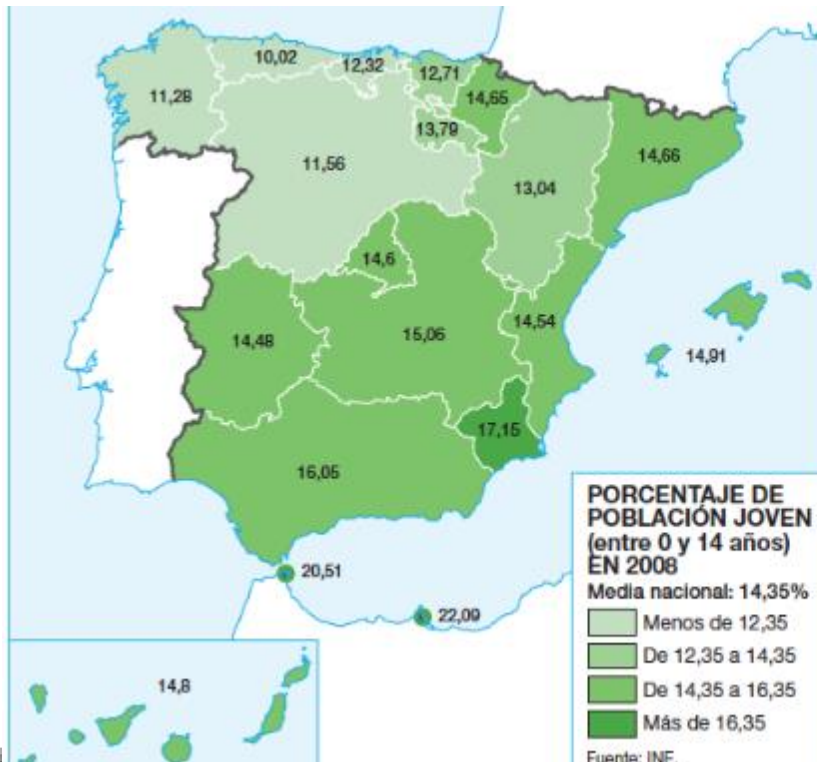 10,02
12,32
12,71
14,65
11,28
13,79
14,66
11,56
13,04
14,6
14,48
15,06
14,54
14,91
17,15
16,05
20,51
22,09
14,8
PORCENTAJE DE
POBLACIÓN JOVEN
(entre 0 y 14 años)
EN 2008
Media nacional: 14,35%
Menos de 12,35
De 12,35 a 14,35
De 14,35 a 16,35
Más de 16,35
Fuente: INE.